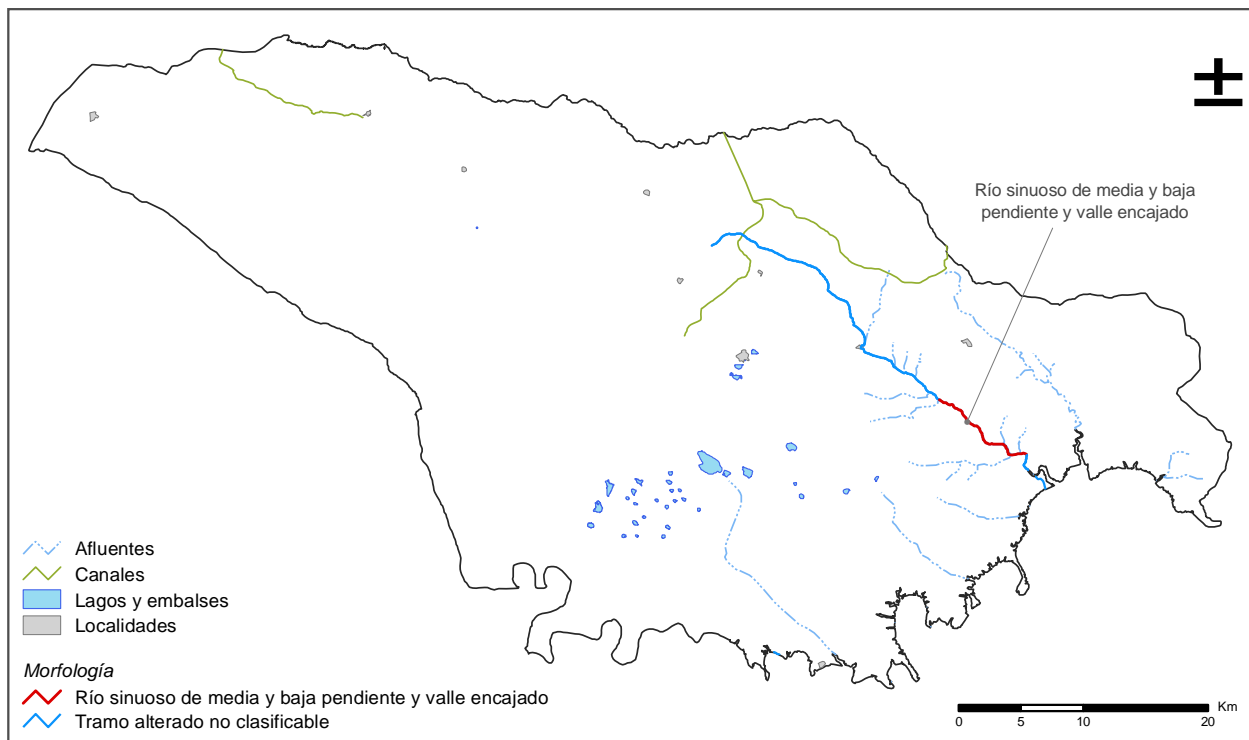 Río sinuoso de media y baja
pendiente y valle encajado
Afluentes
Canales
Lagos y embalses
Localidades
Morfología
Río sinuoso de media y baja pendiente y valle encajado
Tramo alterado no clasificable
Km
0 5 10 20